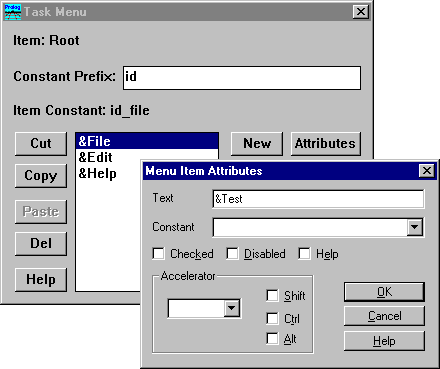 Prolog
Task Menu
Item: Root
Constant Prefix: id
Item Constant: id_file
Cut
&File
New
Attributes
&Edit
&Help
Copy
Paste
Del
Help
Menu Item Attributes
Text &Test
Constant
Checked Disabled Help
Accelerator
Shift
Ctrl
Alt
OK
Cancel
Help